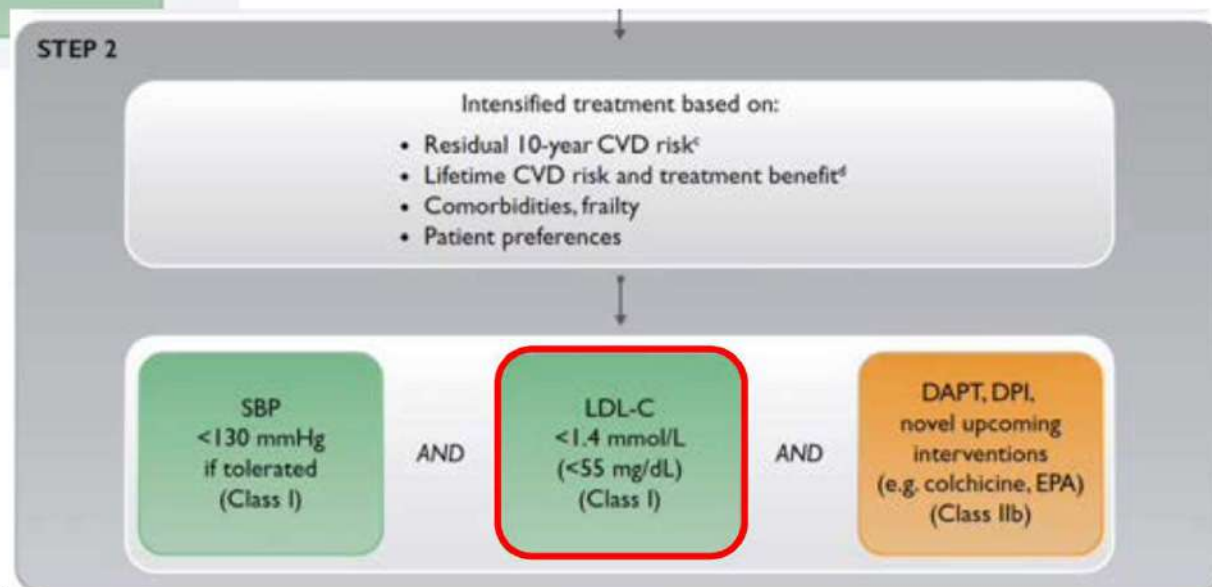 STEP 2
Intensified treatment based on:
• Residual 10-year CVD riskᶜ
• Lifetime CVD risk and treatment benefitᵈ
• Comorbidities, frailty
• Patient preferences
SBP
<130 mmHg
if tolerated
(Class I)
AND
LDL-C
<1.4 mmol/L
(<55 mg/dL)
(Class I)
AND
DAPT, DPI,
novel upcoming
interventions
(e.g. colchicine, EPA)
(Class IIb)